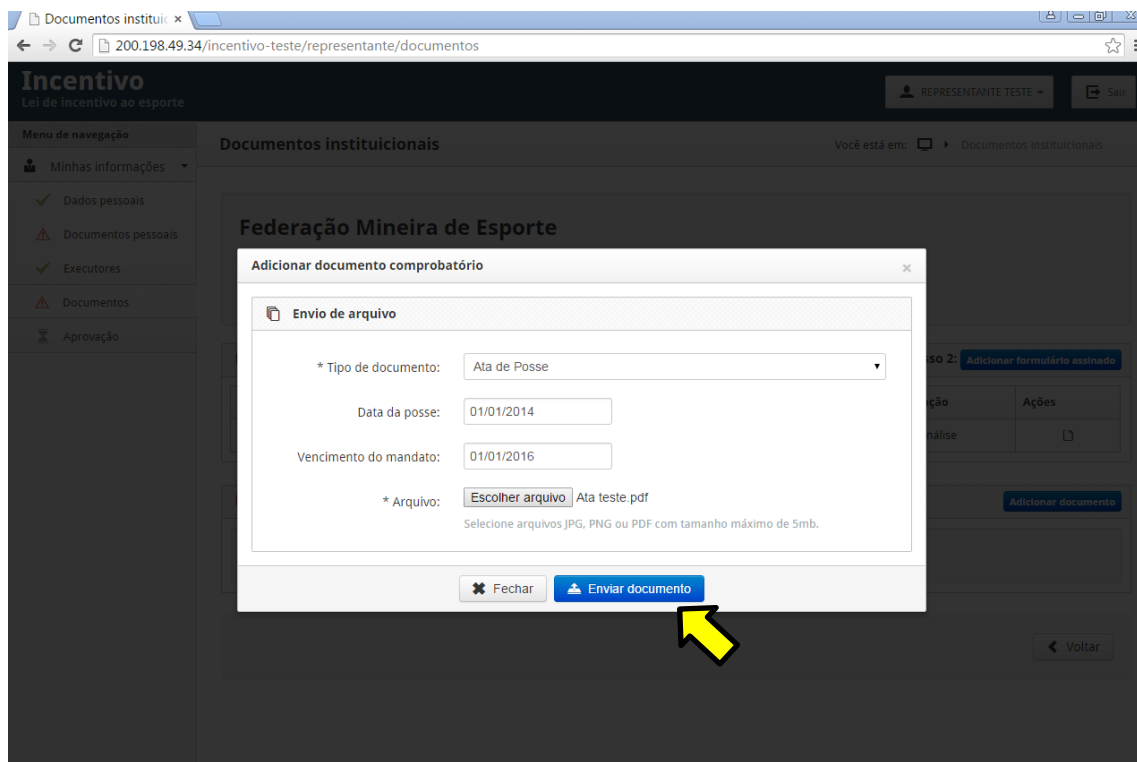 Documentos instituic
200.198.49.34/incentivo-teste/representante/documentos
Incentivo
Lei de incentivo ao esporte
REPRESENTANTE TESTE
Sair
Menu de navegação
Minhas informações
Dados pessoais
Documentos pessoais
Executores
Documentos
Aprovação
Documentos instituicionais
Você está em: Documentos instituicionais
Federação Mineira de Esporte
Adicionar documento comprobatório
Envio de arquivo
* Tipo de documento: Ata de Posse
Data da posse: 01/01/2014
Vencimento do mandato: 01/01/2016
* Arquivo: Escolher arquivo Ata teste.pdf
Selecione arquivos JPG, PNG ou PDF com tamanho máximo de 5mb.
Fechar
Enviar documento
sso 2: Adicionar formulário assinado
ção Ações
nálise
Adicionar documento
Voltar